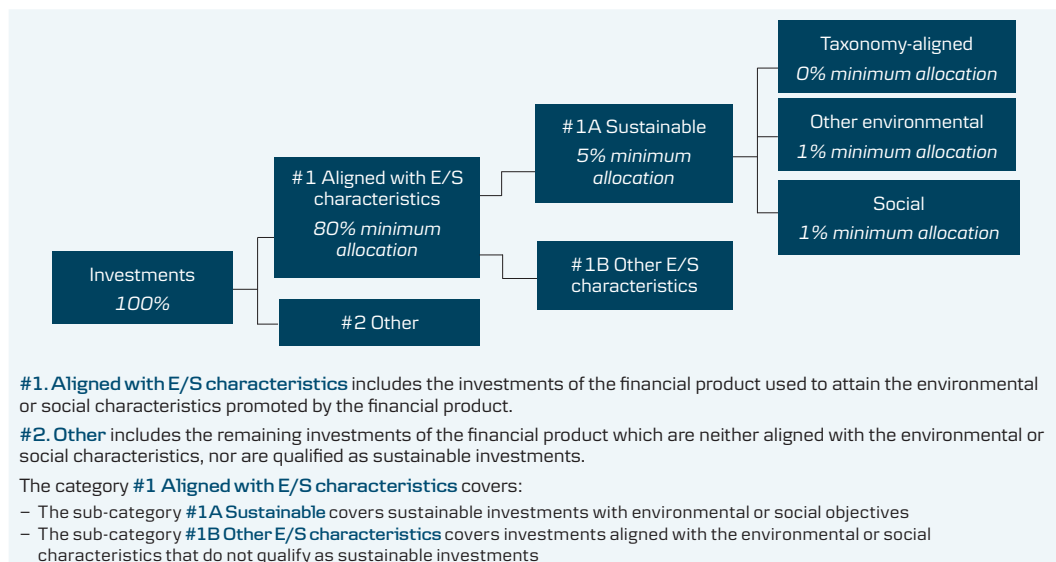 Taxonomy-aligned
0% minimum allocation
#1A Sustainable
5% minimum
allocation
Other environmental
1% minimum allocation
#1 Aligned with E/S
characteristics
80% minimum
allocation
Social
1% minimum allocation
#1B Other E/S
characteristics
Investments
100%
#2 Other
#1. Aligned with E/S characteristics includes the investments of the financial product used to attain the environmental
or social characteristics promoted by the financial product.
#2. Other includes the remaining investments of the financial product which are neither aligned with the environmental or
social characteristics, nor are qualified as sustainable investments.
The category #1 Aligned with E/S characteristics covers:
– The sub-category #1A Sustainable covers sustainable investments with environmental or social objectives
– The sub-category #1B Other E/S characteristics covers investments aligned with the environmental or social
characteristics that do not qualify as sustainable investments